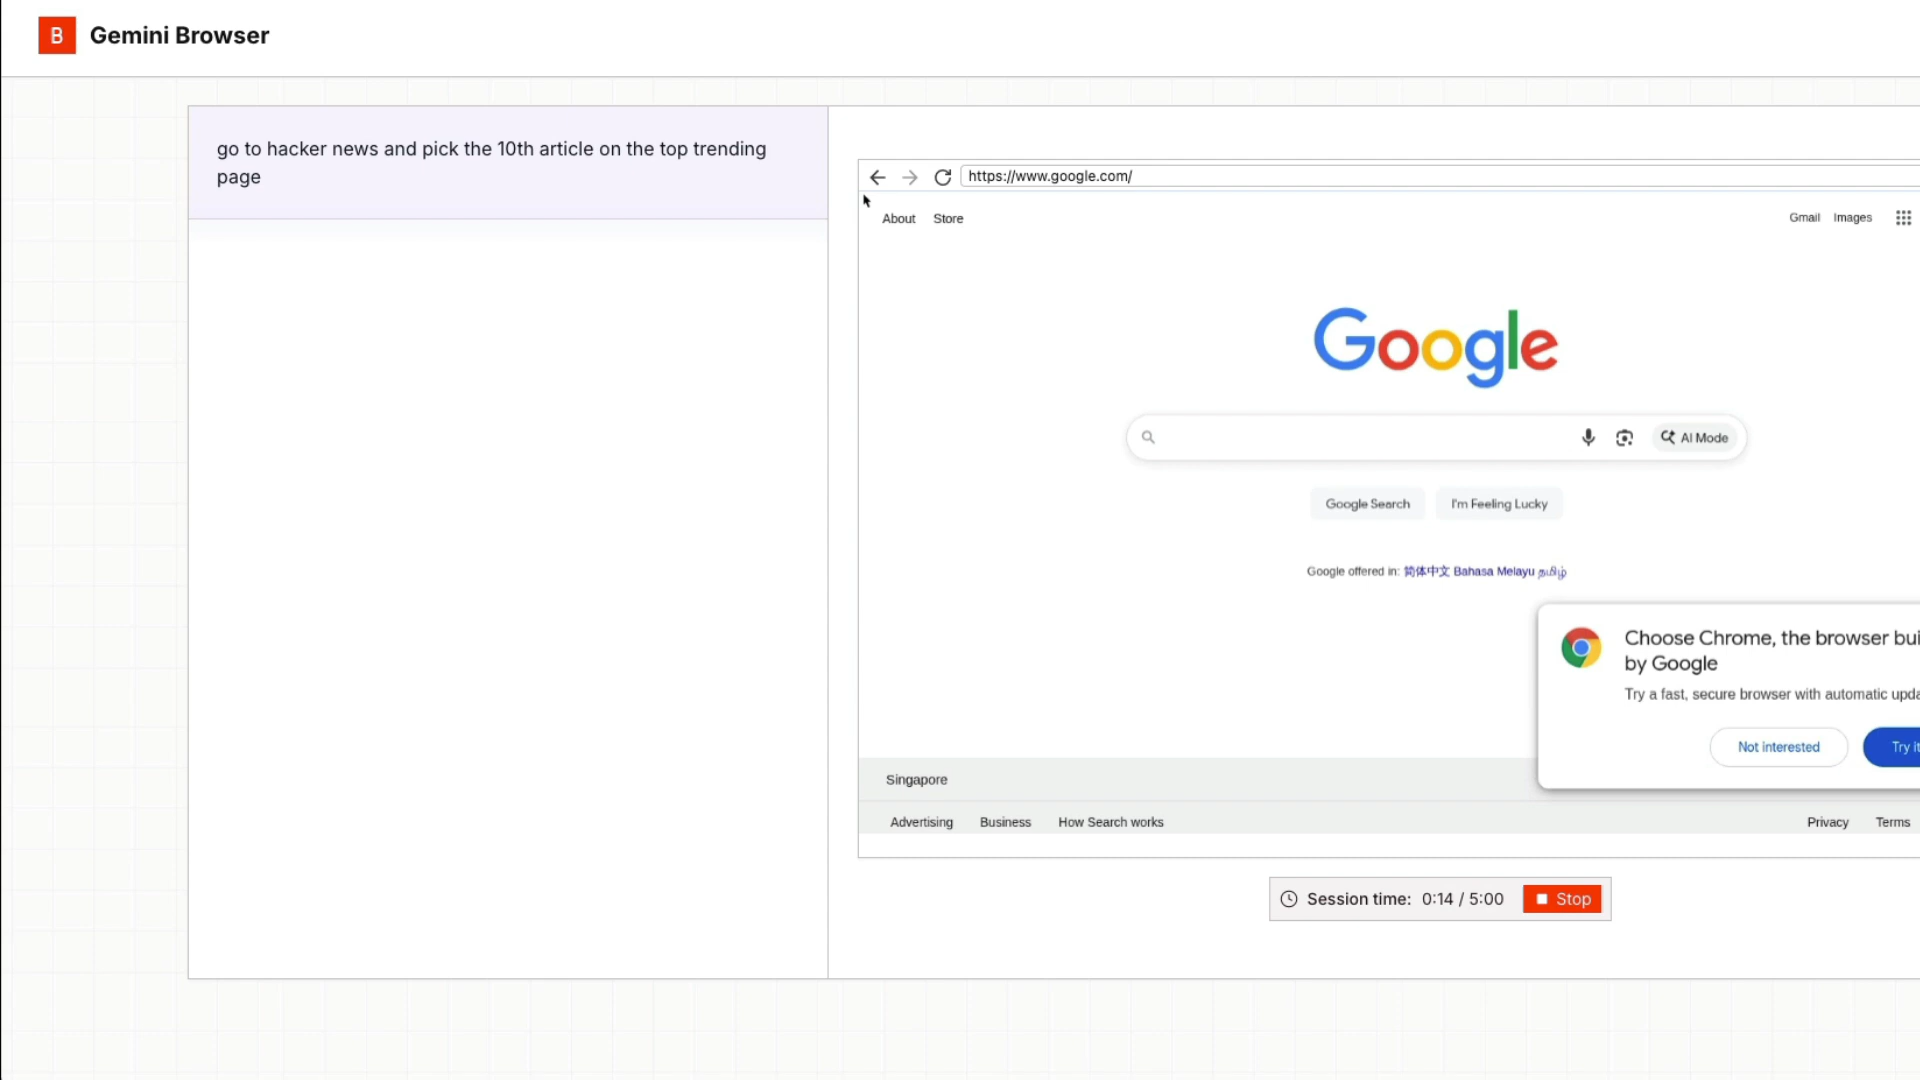 B Gemini Browser
go to hacker news and pick the 10th article on the top trending
page
https://www.google.com/
About Store
Gmail Images
Google
AI Mode
Google Search I'm Feeling Lucky
Google offered in: 简体中文 Bahasa Melayu தமிழ்
Choose Chrome, the browser bui
by Google
Try a fast, secure browser with automatic upda
Not interested Try it
Singapore
Advertising Business How Search works
Privacy Terms
Session time: 0:14 / 5:00 Stop